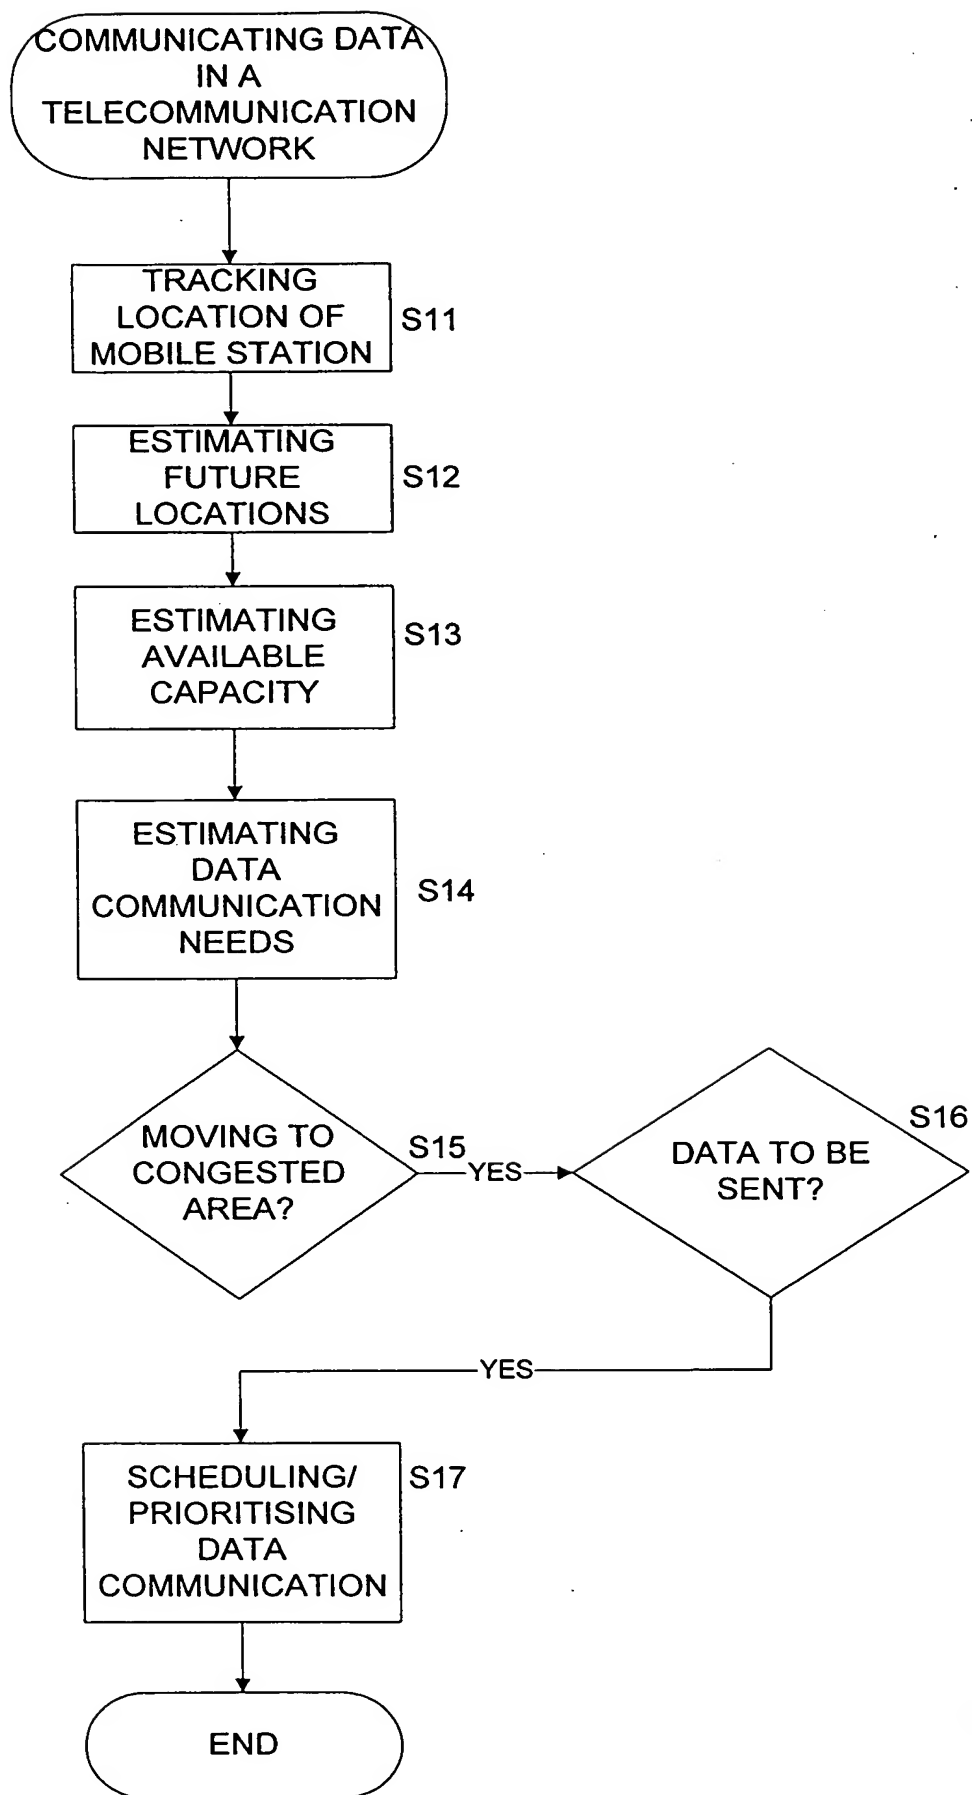 COMMUNICATING DATA
IN A
TELECOMMUNICATION
NETWORK
TRACKING
LOCATION OF
MOBILE STATION
S11
ESTIMATING
FUTURE
LOCATIONS
S12
ESTIMATING
AVAILABLE
CAPACITY
S13
ESTIMATING
DATA
COMMUNICATION
NEEDS
S14
MOVING TO
CONGESTED
AREA?
S15
YES
DATA TO BE
SENT?
S16
YES
SCHEDULING/
PRIORITISING
DATA
COMMUNICATION
S17
END